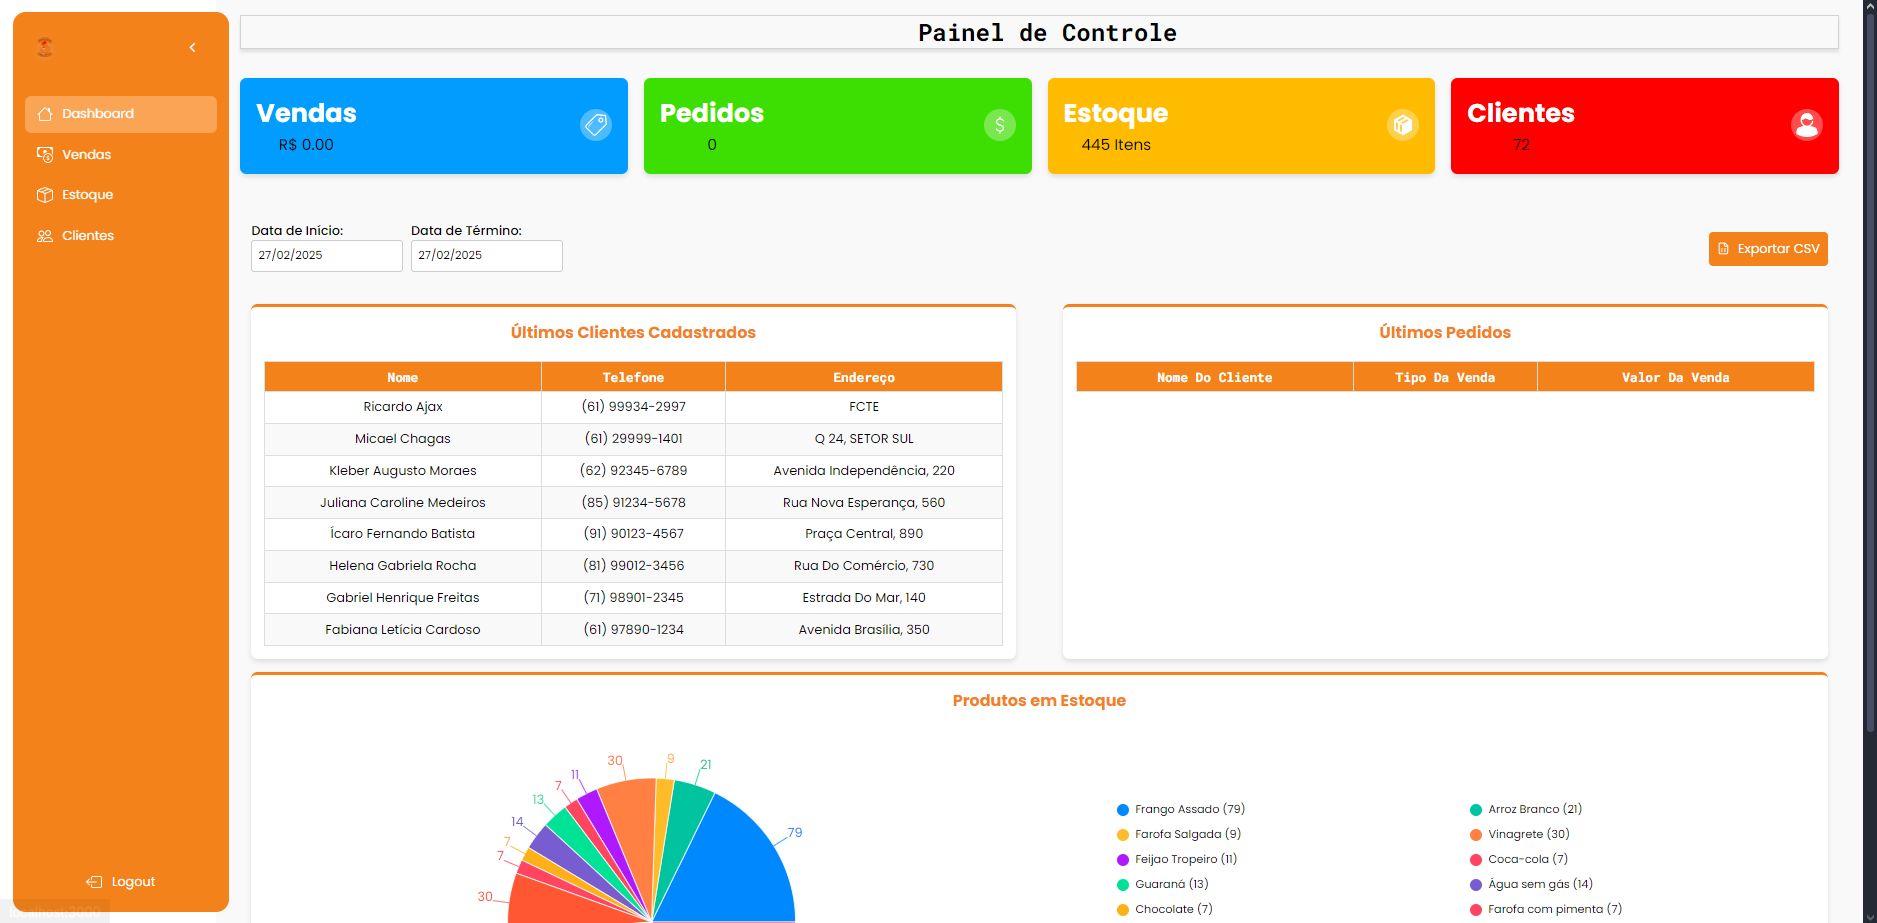 Painel de Controle
Dashboard
Vendas
Estoque
Clientes
Logout
localhost:3000
Vendas
R$ 0.00
Pedidos
0
Estoque
445 Itens
Clientes
72
Data de Início:
27/02/2025
Data de Término:
27/02/2025
Exportar CSV
Últimos Clientes Cadastrados
Nome Telefone Endereço
Ricardo Ajax (61) 99934-2997 FCTE
Micael Chagas (61) 29999-1401 Q 24, SETOR SUL
Kleber Augusto Moraes (62) 92345-6789 Avenida Independência, 220
Juliana Caroline Medeiros (85) 91234-5678 Rua Nova Esperança, 560
Ícaro Fernando Batista (91) 90123-4567 Praça Central, 890
Helena Gabriela Rocha (81) 99012-3456 Rua Do Comércio, 730
Gabriel Henrique Freitas (71) 98901-2345 Estrada Do Mar, 140
Fabiana Letícia Cardoso (61) 97890-1234 Avenida Brasília, 350
Últimos Pedidos
Nome Do Cliente Tipo Da Venda Valor Da Venda
Produtos em Estoque
30
7
7
14
13
7
11
30
9
21
79
Frango Assado (79) Arroz Branco (21)
Farofa Salgada (9) Vinagrete (30)
Feijao Tropeiro (11) Coca-cola (7)
Guaraná (13) Água sem gás (14)
Chocolate (7) Farofa com pimenta (7)